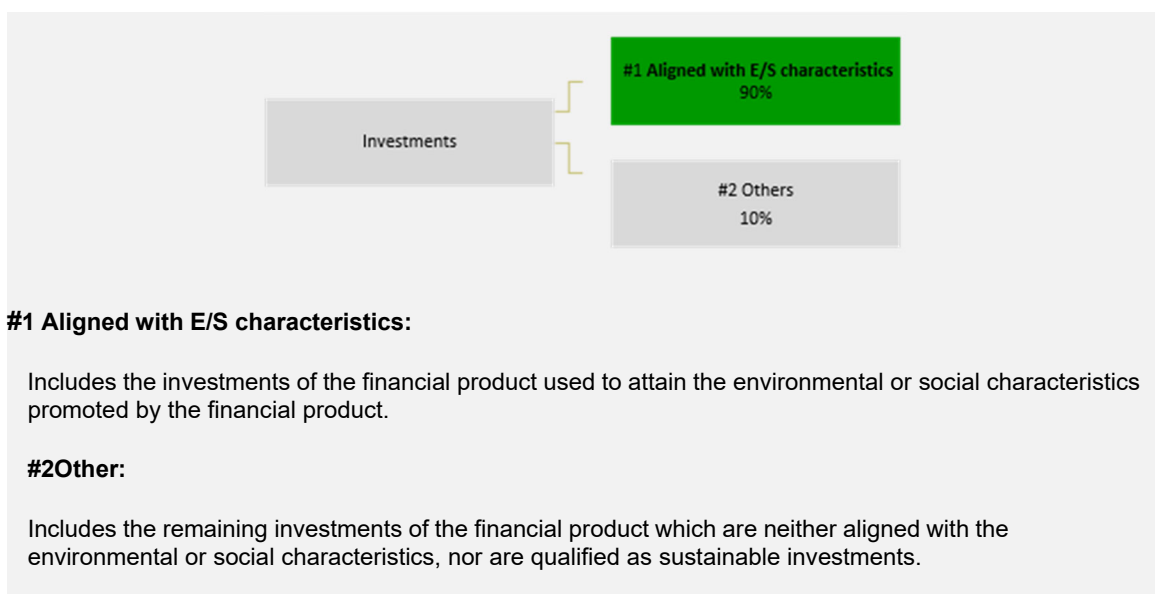 #1 Aligned with E/S characteristics
90%
Investments
#2 Others
10%
#1 Aligned with E/S characteristics:
Includes the investments of the financial product used to attain the environmental or social characteristics
promoted by the financial product.
#2Other:
Includes the remaining investments of the financial product which are neither aligned with the
environmental or social characteristics, nor are qualified as sustainable investments.